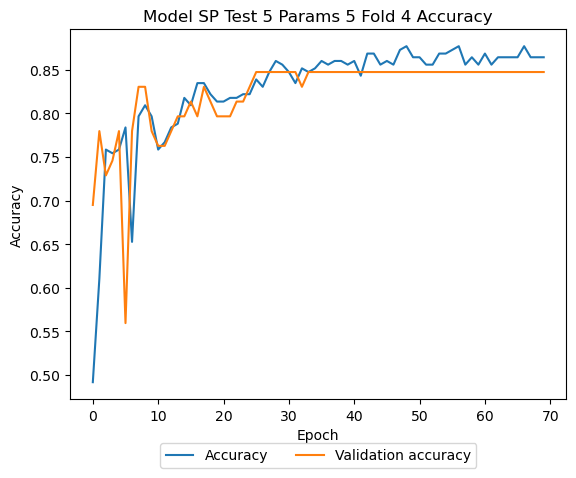 Model SP Test 5 Params 5 Fold 4 Accuracy
Accuracy
0.85
0.80
0.75
0.70
0.65
0.60
0.55
0.50
0 10 20 30 40 50 60 70
Epoch
Accuracy Validation accuracy